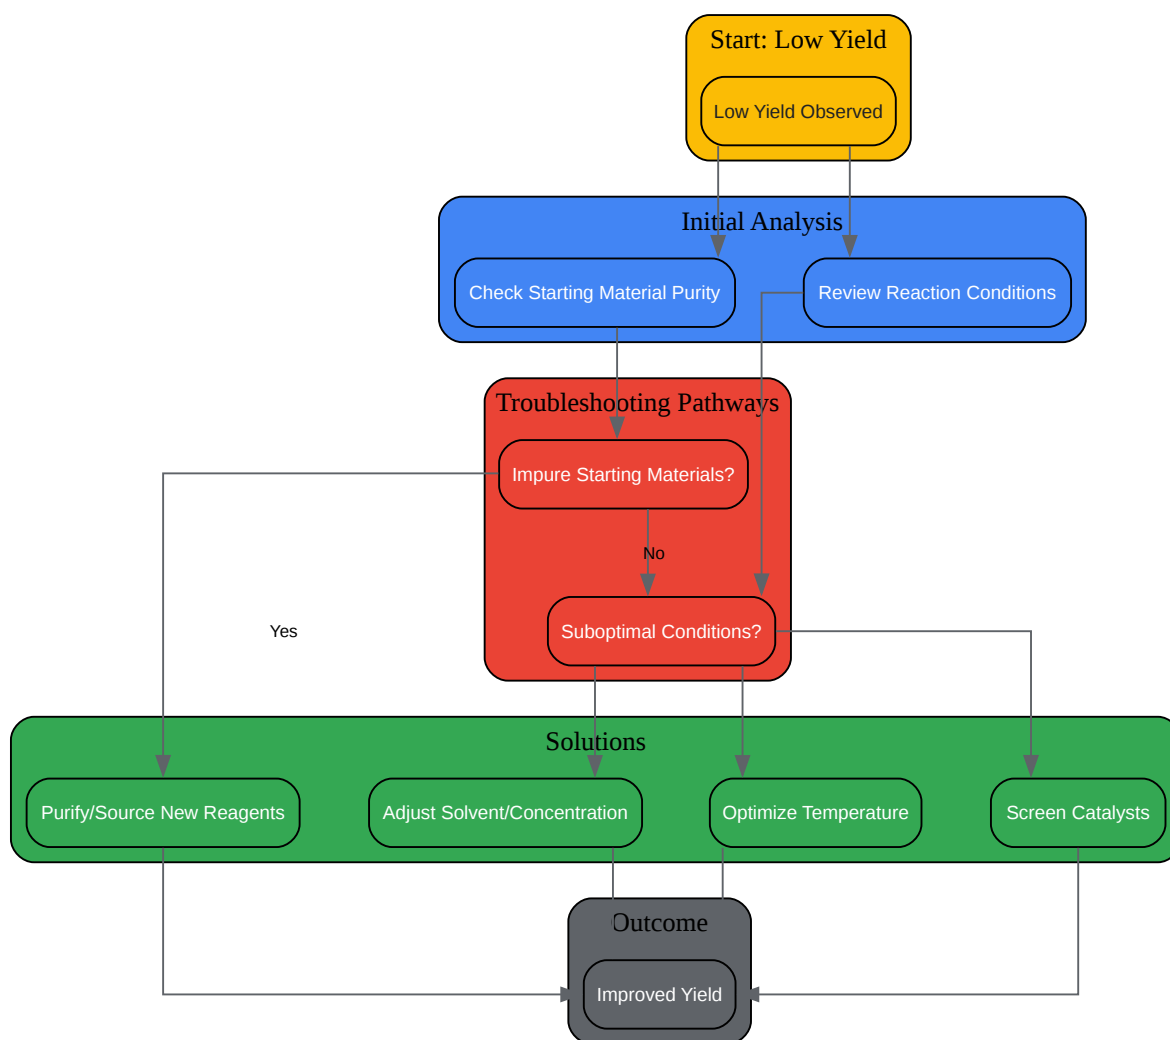 Start: Low Yield
Low Yield Observed
Initial Analysis
Check Starting Material Purity
Review Reaction Conditions
Troubleshooting Pathways
Impure Starting Materials?
No
Yes
Suboptimal Conditions?
Solutions
Purify/Source New Reagents
Adjust Solvent/Concentration
Optimize Temperature
Screen Catalysts
Outcome
Improved Yield